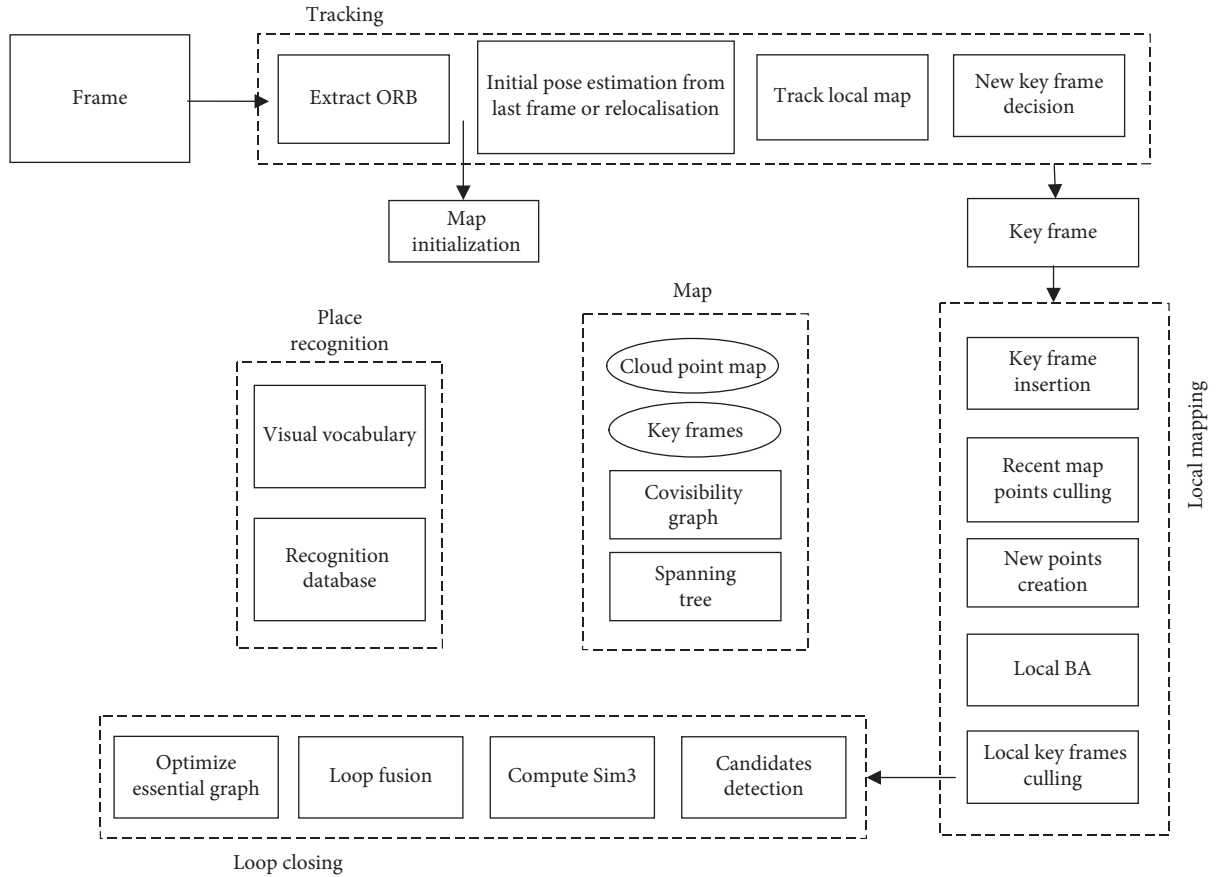 Tracking
Frame
Extract ORB
Initial pose estimation from
last frame or relocalisation
Track local map
New key frame
decision
Map
initialization
Key frame
Place
recognition
Visual vocabulary
Recognition
database
Map
Cloud point map
Key frames
Covisibility
graph
Spanning
tree
Local mapping
Key frame
insertion
Recent map
points culling
New points
creation
Local BA
Local key frames
culling
Optimize
essential graph
Loop fusion
Compute Sim3
Candidates
detection
Loop closing